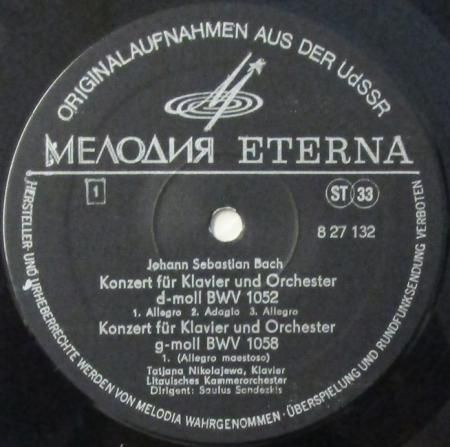 ORIGINALAUFNAHMEN AUS DER UdSSR
МЕЛОДИЯ ETERNA
1
ST 33
8 27 132
Johann Sebastian Bach
Konzert für Klavier und Orchester
d-moll BWV 1052
1. Allegro 2. Adagio 3. Allegro
Konzert für Klavier und Orchester
g-moll BWV 1058
1. (Allegro maestoso)
Tatjana Nikolajewa, Klavier
Litauisches Kammerorchester
Dirigent: Saulus Sondezkis
HERSTELLER- UND URHEBERRECHTE WERDEN VON MELODIA WAHRGENOMMEN · ÜBERSPIELUNG UND RUNDFUNKSENDUNG VERBOTEN